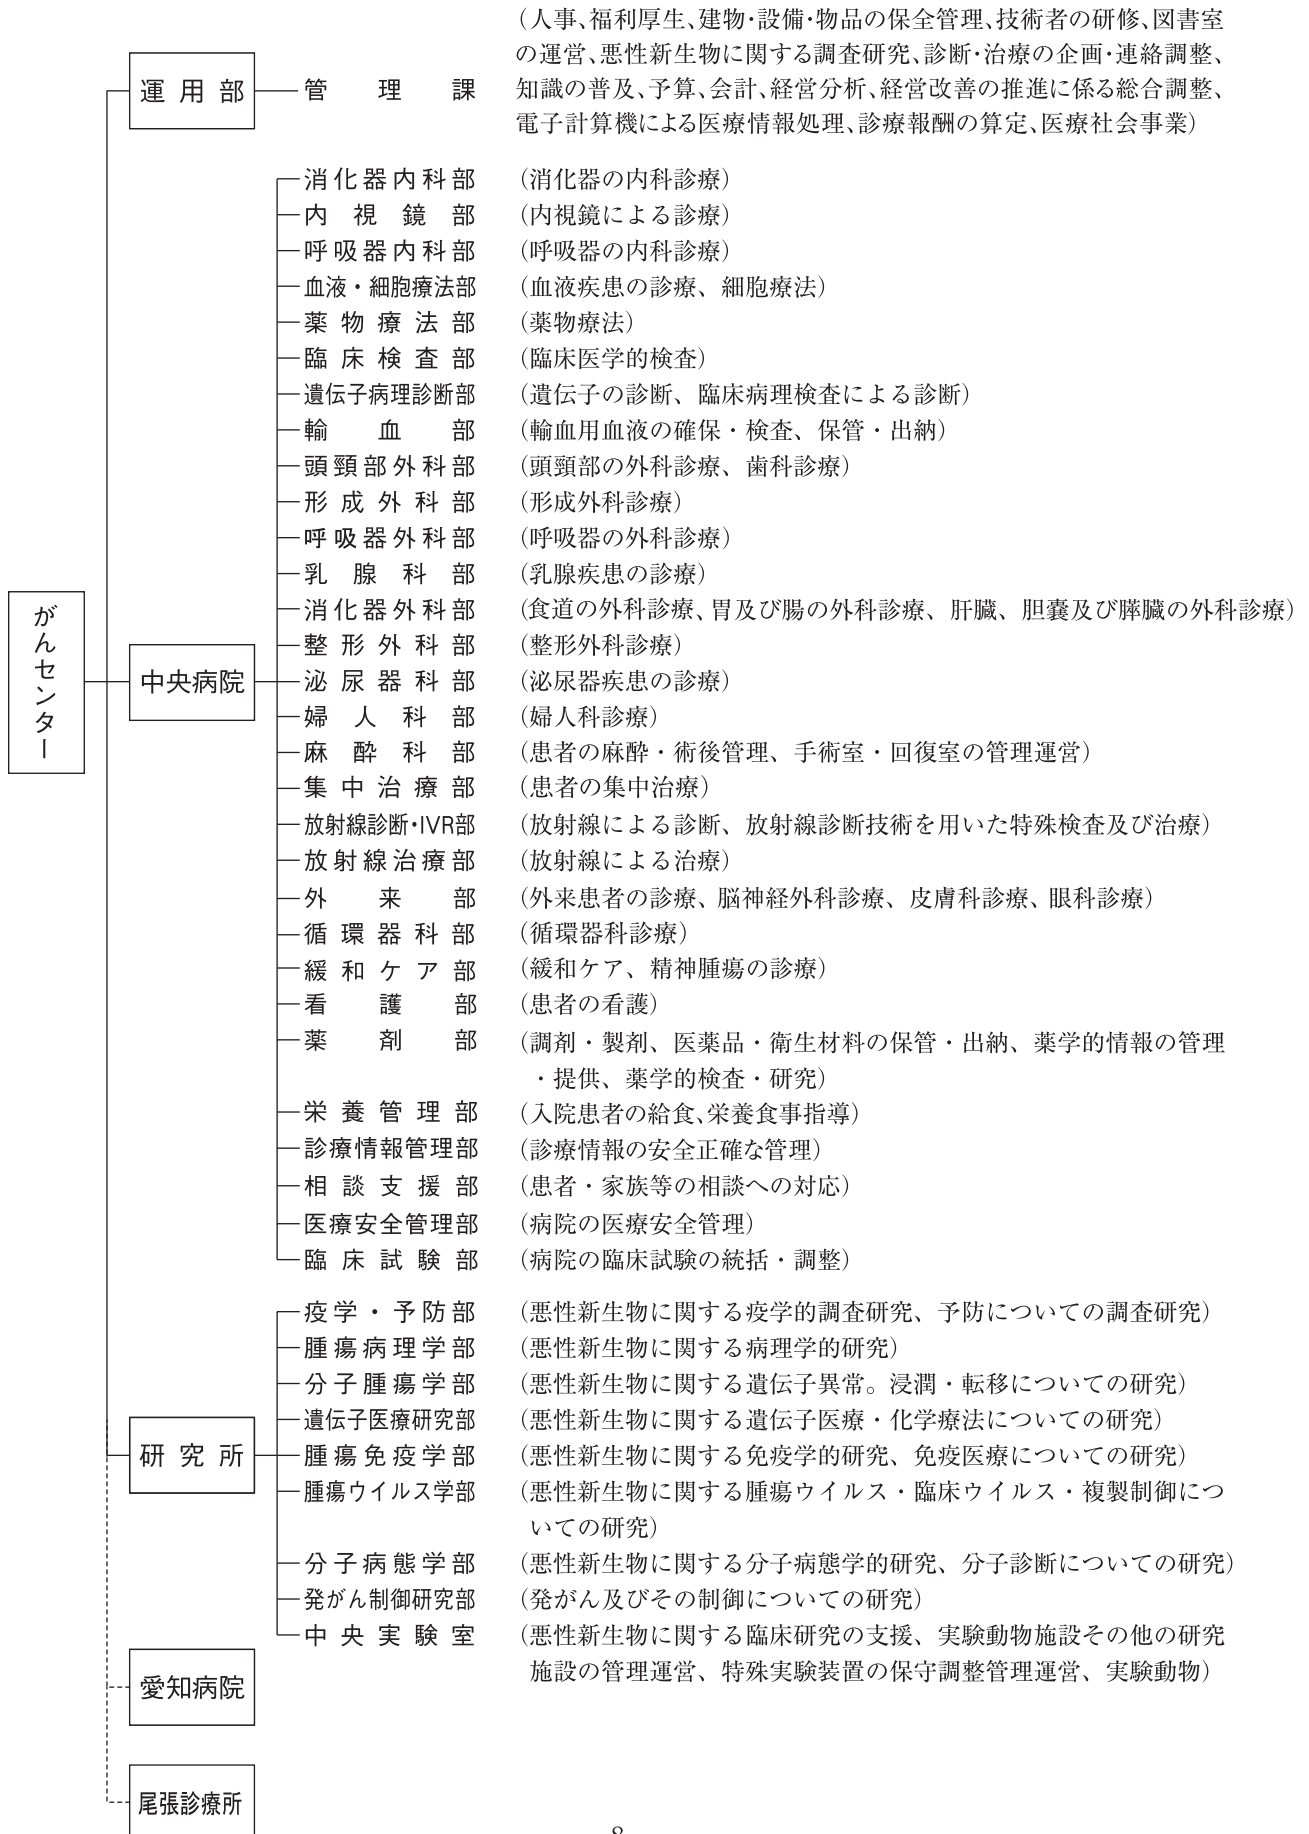 がんセンター
運用部
管理課
（人事、福利厚生、建物・設備・物品の保全管理、技術者の研修、図書室
の運営、悪性新生物に関する調査研究、診断・治療の企画・連絡調整、
知識の普及、予算、会計、経営分析、経営改善の推進に係る総合調整、
電子計算機による医療情報処理、診療報酬の算定、医療社会事業）
中央病院
消化器内科部 （消化器の内科診療）
内視鏡部 （内視鏡による診療）
呼吸器内科部 （呼吸器の内科診療）
血液・細胞療法部 （血液疾患の診療、細胞療法）
薬物療法部 （薬物療法）
臨床検査部 （臨床医学的検査）
遺伝子病理診断部 （遺伝子の診断、臨床病理検査による診断）
輸血部 （輸血用血液の確保・検査、保管・出納）
頭頸部外科部 （頭頸部の外科診療、歯科診療）
形成外科部 （形成外科診療）
呼吸器外科部 （呼吸器の外科診療）
乳腺科部 （乳腺疾患の診療）
消化器外科部 （食道の外科診療、胃及び腸の外科診療、肝臓、胆嚢及び膵臓の外科診療）
整形外科部 （整形外科診療）
泌尿器科部 （泌尿器疾患の診療）
婦人科部 （婦人科診療）
麻酔科部 （患者の麻酔・術後管理、手術室・回復室の管理運営）
集中治療部 （患者の集中治療）
放射線診断・IVR部 （放射線による診断、放射線診断技術を用いた特殊検査及び治療）
放射線治療部 （放射線による治療）
外来部 （外来患者の診療、脳神経外科診療、皮膚科診療、眼科診療）
循環器科部 （循環器科診療）
緩和ケア部 （緩和ケア、精神腫瘍の診療）
看護部 （患者の看護）
薬剤部 （調剤・製剤、医薬品・衛生材料の保管・出納、薬学的情報の管理
・提供、薬学的検査・研究）
栄養管理部 （入院患者の給食、栄養食事指導）
診療情報管理部 （診療情報の安全正確な管理）
相談支援部 （患者・家族等の相談への対応）
医療安全管理部 （病院の医療安全管理）
臨床試験部 （病院の臨床試験の統括・調整）
研究所
疫学・予防部 （悪性新生物に関する疫学的調査研究、予防についての調査研究）
腫瘍病理学部 （悪性新生物に関する病理学的研究）
分子腫瘍学部 （悪性新生物に関する遺伝子異常。浸潤・転移についての研究）
遺伝子医療研究部 （悪性新生物に関する遺伝子医療・化学療法についての研究）
腫瘍免疫学部 （悪性新生物に関する免疫学的研究、免疫医療についての研究）
腫瘍ウイルス学部 （悪性新生物に関する腫瘍ウイルス・臨床ウイルス・複製制御につ
いての研究）
分子病態学部 （悪性新生物に関する分子病態学的研究、分子診断についての研究）
発がん制御研究部 （発がん及びその制御についての研究）
中央実験室 （悪性新生物に関する臨床研究の支援、実験動物施設その他の研究
施設の管理運営、特殊実験装置の保守調整管理運営、実験動物）
愛知病院
尾張診療所